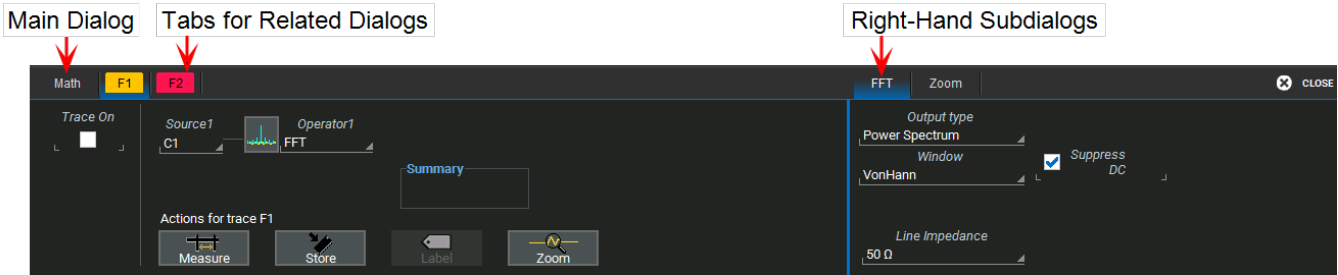 Main Dialog
Tabs for Related Dialogs
Right-Hand Subdialogs
Math
F1
F2
FFT
Zoom
CLOSE
Trace On
Source1
C1
Operator1
FFT
Summary
Actions for trace F1
Measure
Store
Label
Zoom
Output type
Power Spectrum
Window
VonHann
Suppress
DC
Line Impedance
50 Ω